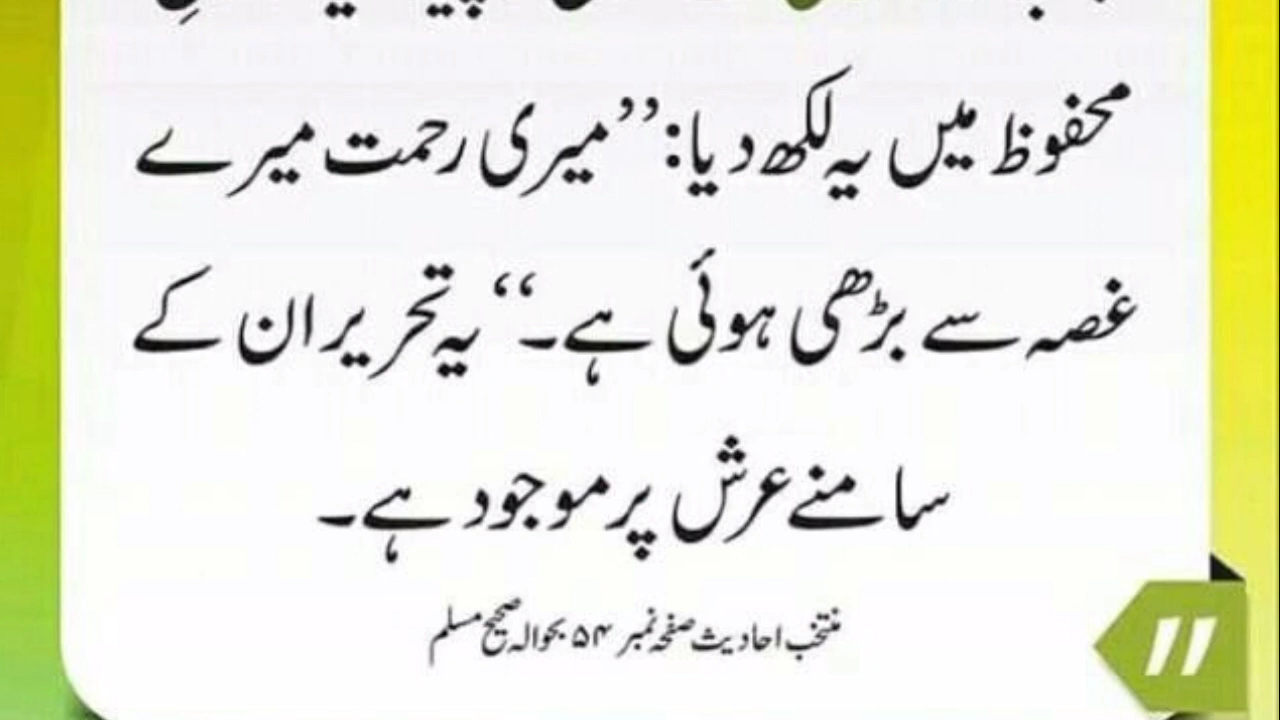 محفوظ میں یہ لکھ دیا: ’’میری رحمت میرے
غصہ سے بڑھی ہوئی ہے۔‘‘ یہ تحریر ان کے
سامنے عرش پر موجود ہے۔
منتخب احادیث صفحہ نمبر ۵۴ بحوالہ صحیح مسلم